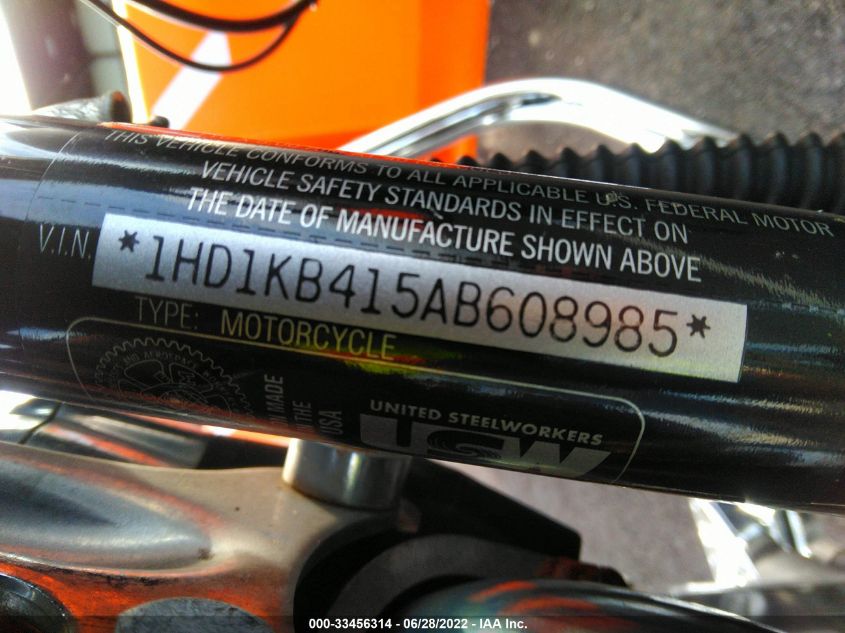 THIS VEHICLE CONFORMS TO ALL APPLICABLE U.S. FEDERAL MOTOR
VEHICLE SAFETY STANDARDS IN EFFECT ON
THE DATE OF MANUFACTURE SHOWN ABOVE
V.I.N. *1HD1KB415AB608985*
TYPE: MOTORCYCLE
MADE
IN THE
USA
UNITED STEELWORKERS
USW
000-33456314 / 06/28/2022 - IAA Inc.